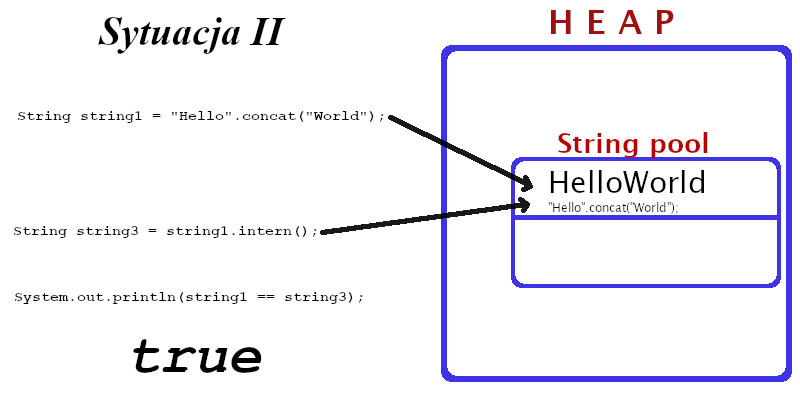 Sytuacja II
H E A P
String string1 = "Hello".concat("World");
String pool
HelloWorld
"Hello".concat("World");
String string3 = string1.intern();
System.out.println(string1 == string3);
true